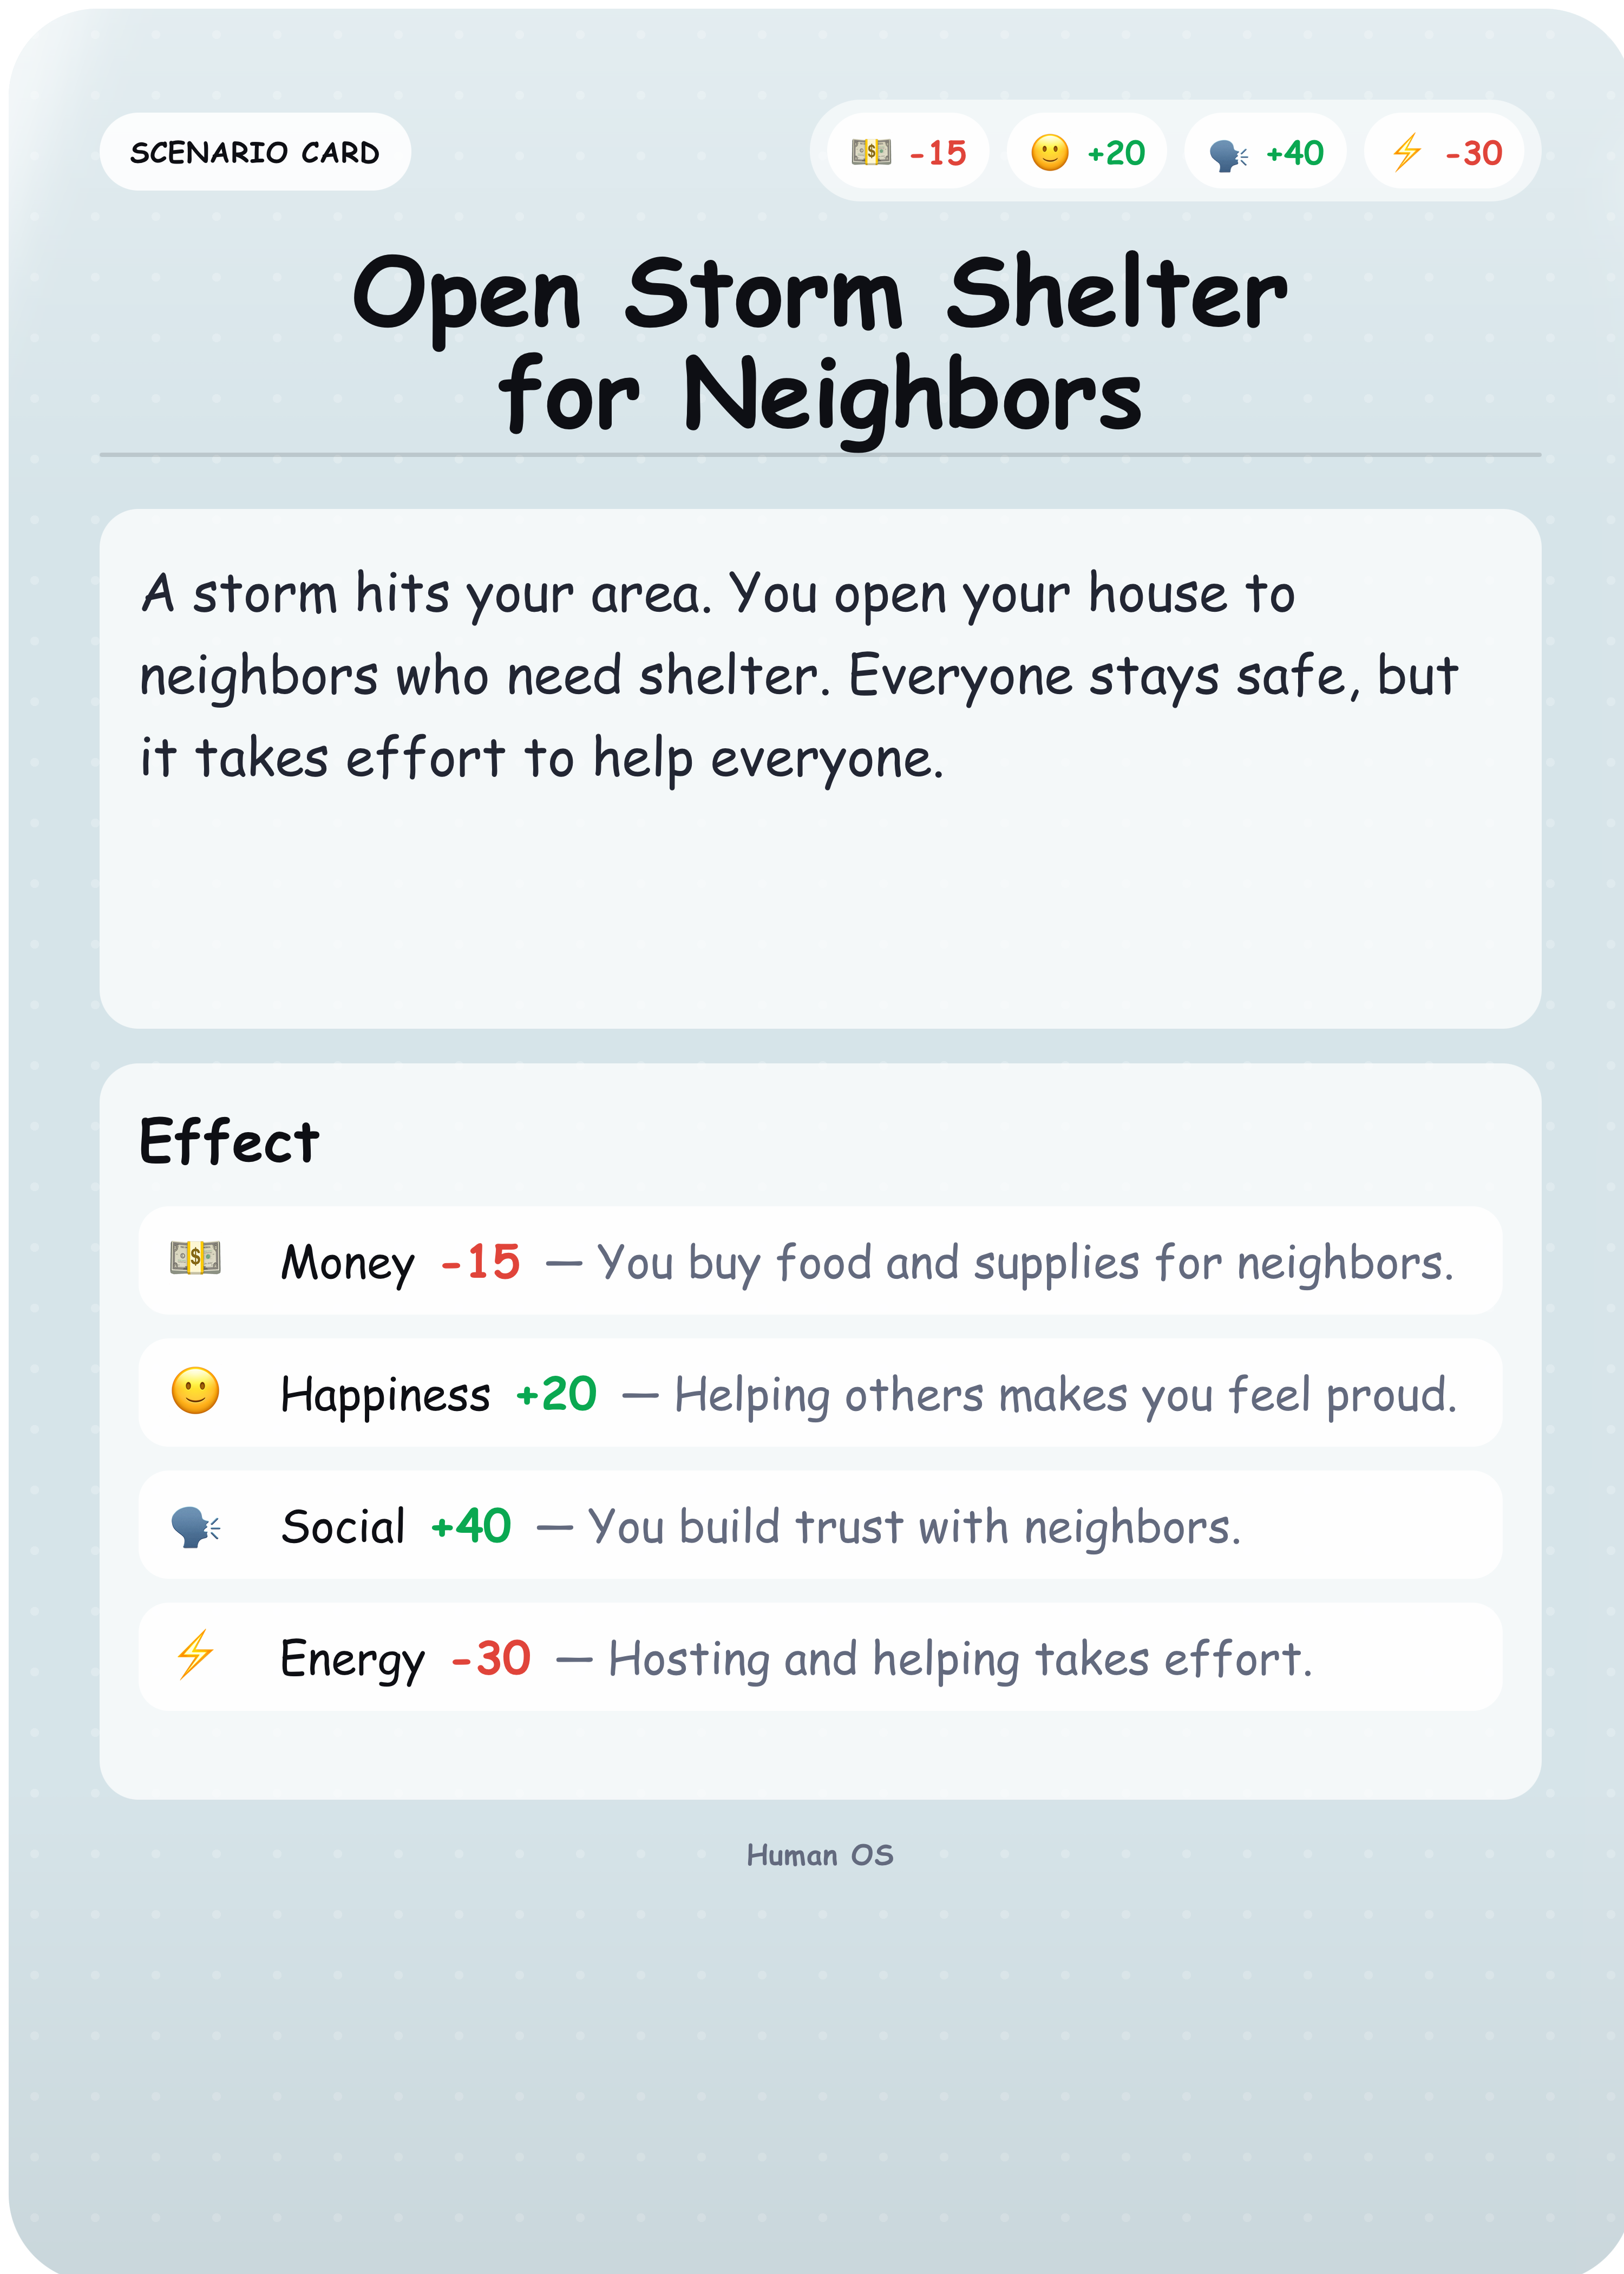 SCENARIO CARD
💵 -15 🙂 +20 🗣️ +40 ⚡ -30
Open Storm Shelter
for Neighbors
A storm hits your area. You open your house to
neighbors who need shelter. Everyone stays safe, but
it takes effort to help everyone.
Effect
💵 Money -15 — You buy food and supplies for neighbors.
🙂 Happiness +20 — Helping others makes you feel proud.
🗣️ Social +40 — You build trust with neighbors.
⚡ Energy -30 — Hosting and helping takes effort.
Human OS